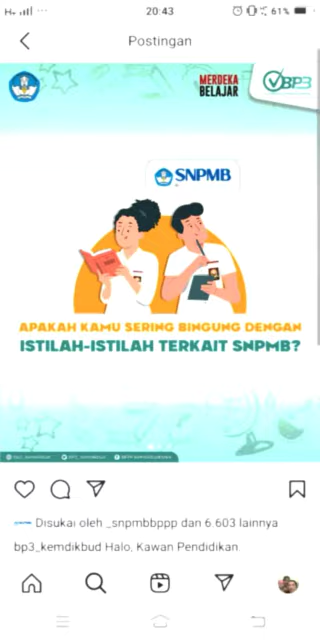 20:43
61%
Postingan
MERDEKA
BELAJAR
BP3
SNPMB
APAKAH KAMU SERING BINGUNG DENGAN
ISTILAH-ISTILAH TERKAIT SNPMB?
Disukai oleh _snpmbbppp dan 6.603 lainnya
bp3_kemdikbud Halo, Kawan Pendidikan.